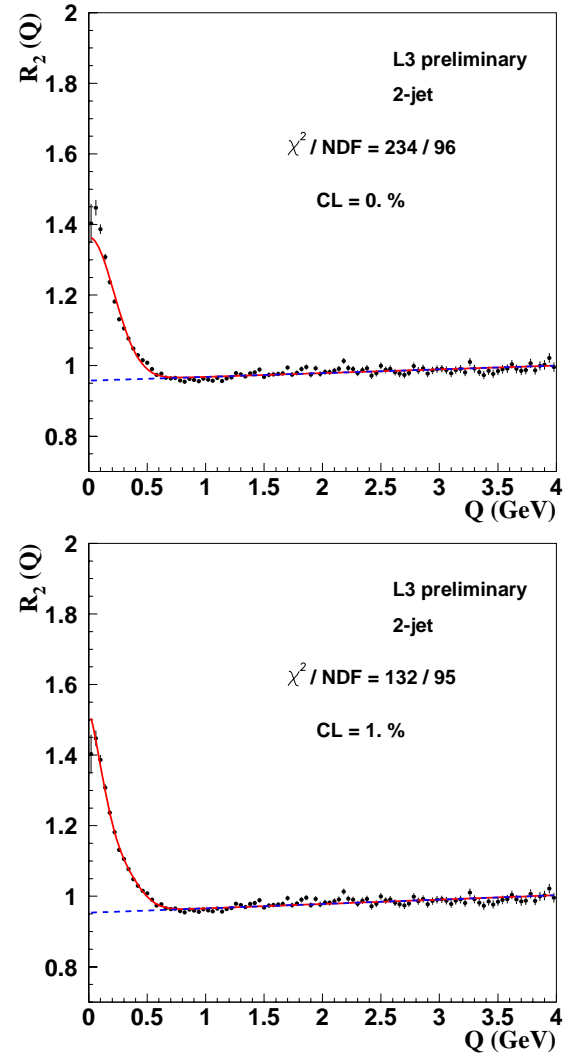 R₂ (Q)
2
1.8
1.6
1.4
1.2
1
0.8
L3 preliminary
2-jet
χ² / NDF = 234 / 96
CL = 0. %
0 0.5 1 1.5 2 2.5 3 3.5 4
Q (GeV)
R₂ (Q)
2
1.8
1.6
1.4
1.2
1
0.8
L3 preliminary
2-jet
χ² / NDF = 132 / 95
CL = 1. %
0 0.5 1 1.5 2 2.5 3 3.5 4
Q (GeV)